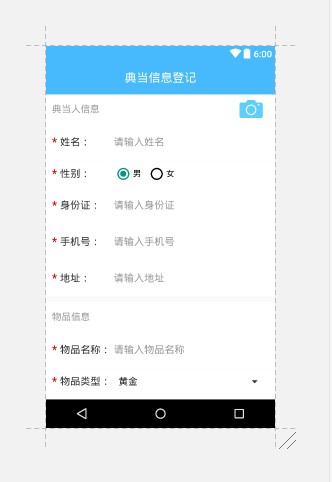 6:00
典当信息登记
典当人信息
* 姓名： 请输入姓名
* 性别： 男 女
* 身份证： 请输入身份证
* 手机号： 请输入手机号
* 地址： 请输入地址
物品信息
* 物品名称： 请输入物品名称
* 物品类型： 黄金